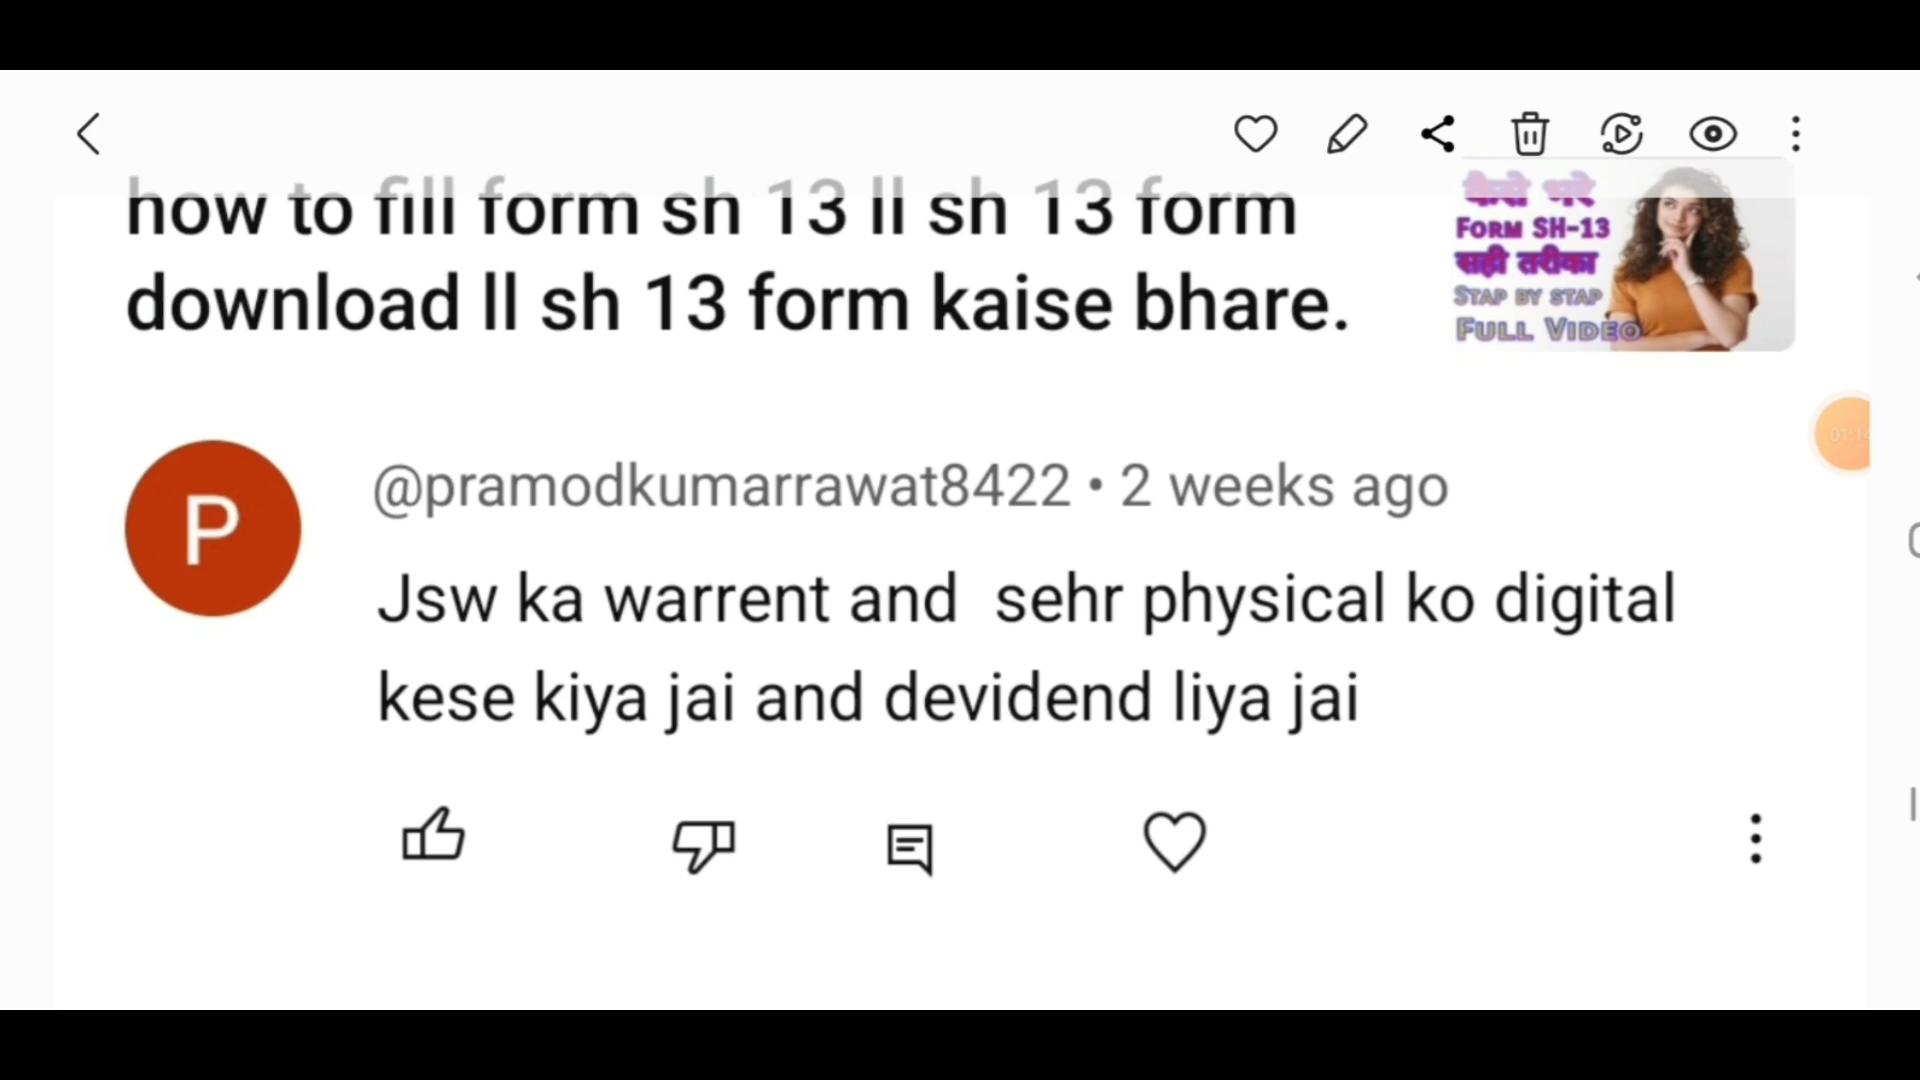 how to fill form sh 13 ll sh 13 form
download ll sh 13 form kaise bhare.
कैसे भरे
FORM SH-13
सही तरीका
STAP BY STAP
FULL VIDEO
01:14
P
@pramodkumarrawat8422 • 2 weeks ago
Jsw ka warrent and sehr physical ko digital
kese kiya jai and devidend liya jai